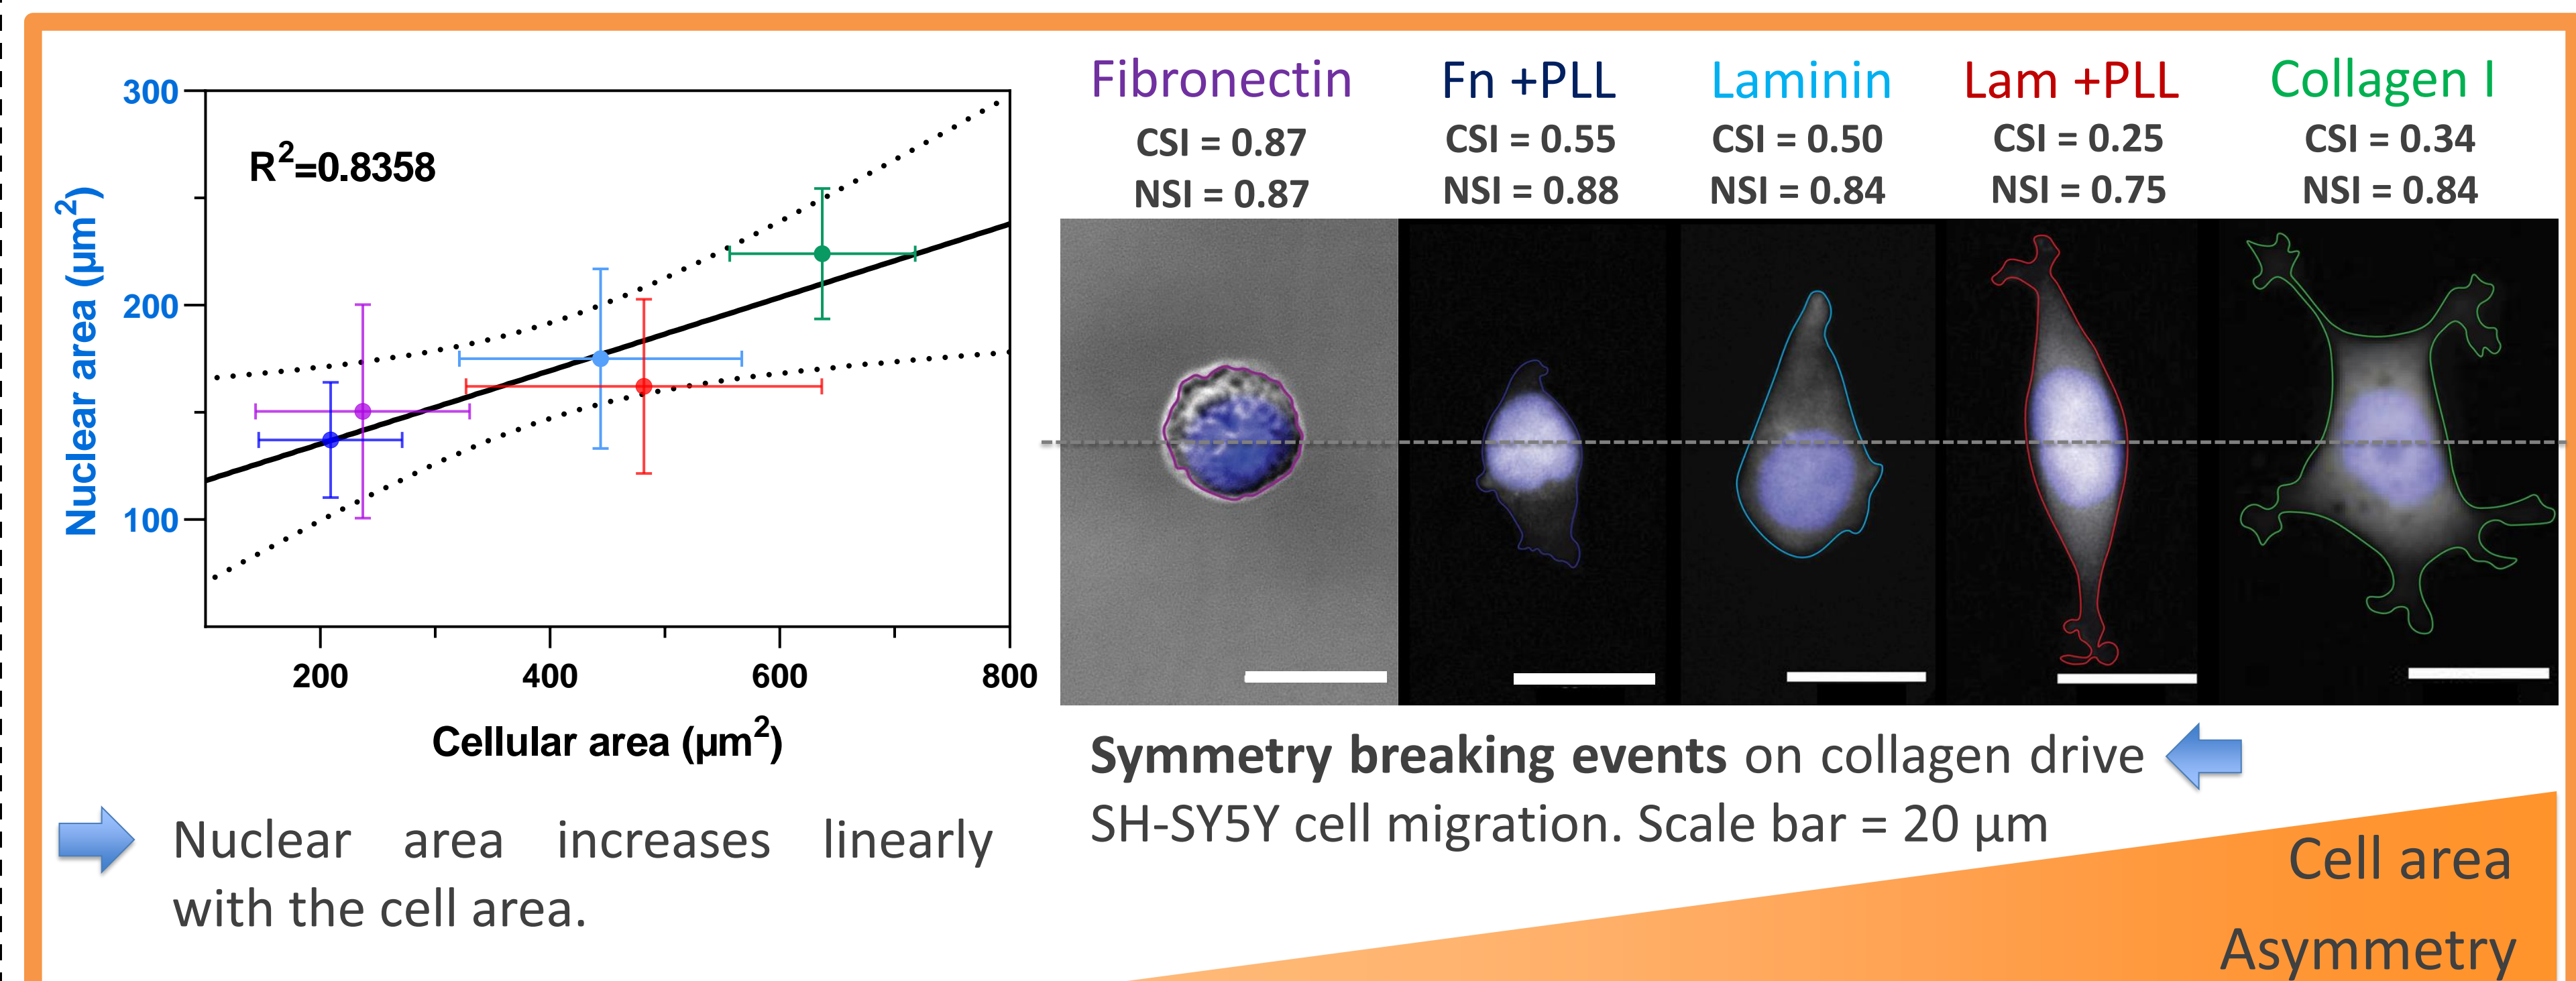 300
200
100
Nuclear area (µm²)
R²=0.8358
200 400 600 800
Cellular area (µm²)
Nuclear area increases linearly
with the cell area.
Fibronectin Fn +PLL Laminin Lam +PLL Collagen I
CSI = 0.87 CSI = 0.55 CSI = 0.50 CSI = 0.25 CSI = 0.34
NSI = 0.87 NSI = 0.88 NSI = 0.84 NSI = 0.75 NSI = 0.84
Symmetry breaking events on collagen drive
SH-SY5Y cell migration. Scale bar = 20 µm
Cell area
Asymmetry